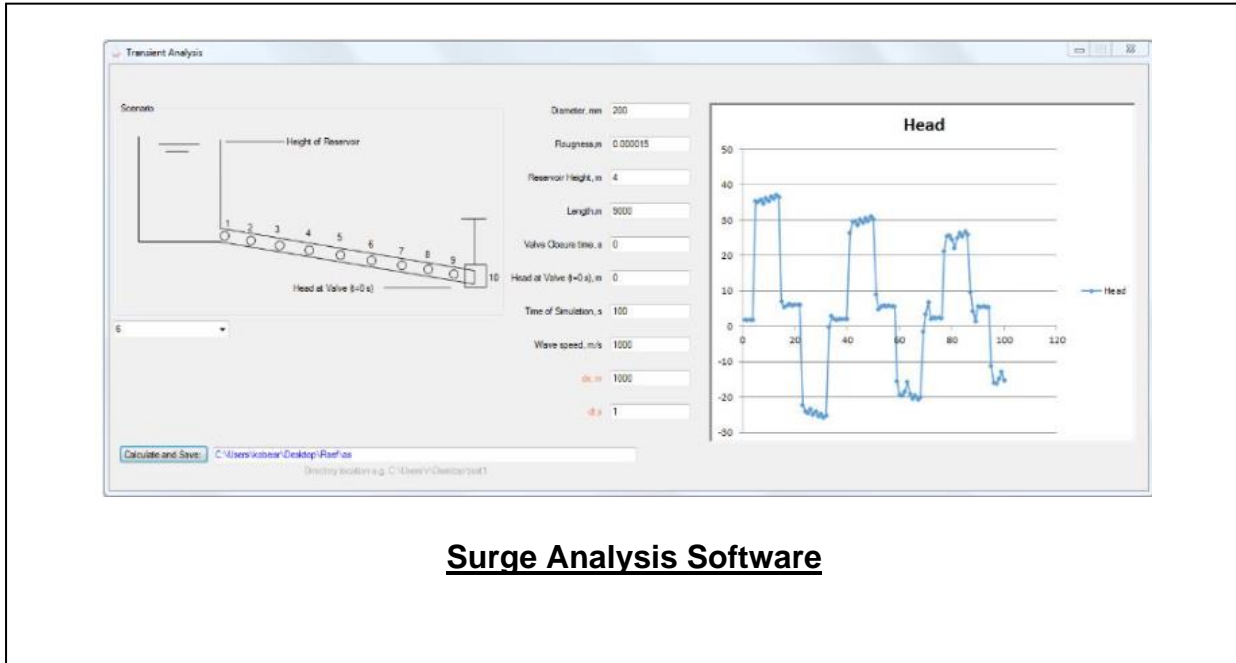 Transient Analysis
Scenario
Height of Reservoir
1 2 3 4 5 6 7 8 9
10
Head at Valve (t=0 s)
6
Diameter, mm 200
Rougness,m 0.000015
Reservoir Height, m 4
Length,m 9000
Valve Closure time, s 0
Head at Valve (t=0 s), m 0
Time of Simulation, s 100
Wave speed, m/s 1000
dx, m 1000
dt,s 1
Head
50
40
30
20
10
0
-10
-20
-30
0 20 40 60 80 100 120
Head
Calculate and Save:
Directory location e.g.
Surge Analysis Software